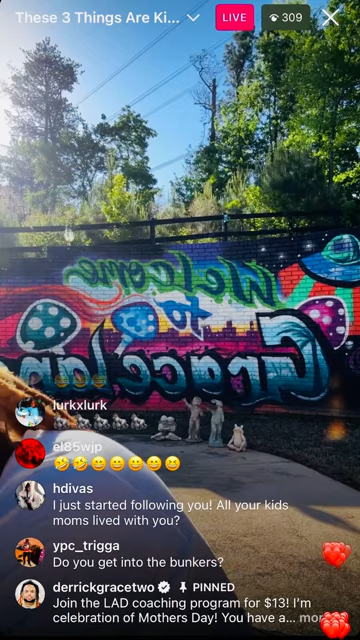 These 3 Things Are Ki...
LIVE
309
Welcome
to
Graceland
lurkxlurk
el85wjp
hdivas
I just started following you! All your kids
moms lived with you?
ypc_trigga
Do you get into the bunkers?
derrickgracetwo PINNED
Join the LAD coaching program for $13! I'm
celebration of Mothers Day! You have a... more